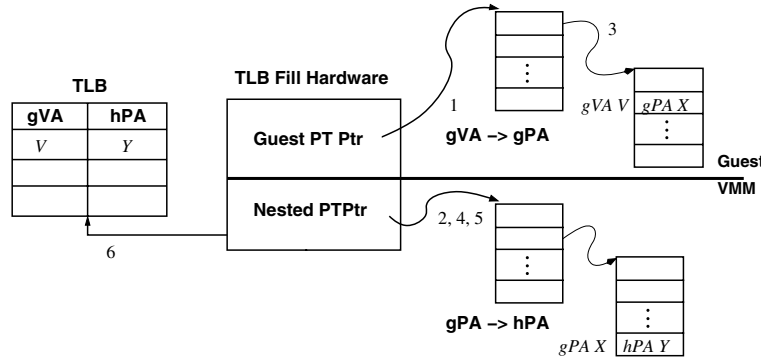 TLB
gVA hPA
V Y
6
TLB Fill Hardware
Guest PT Ptr
Nested PTPtr
1
3
gVA V gPA X
gVA −> gPA
Guest
VMM
2, 4, 5
gPA −> hPA
gPA X hPA Y